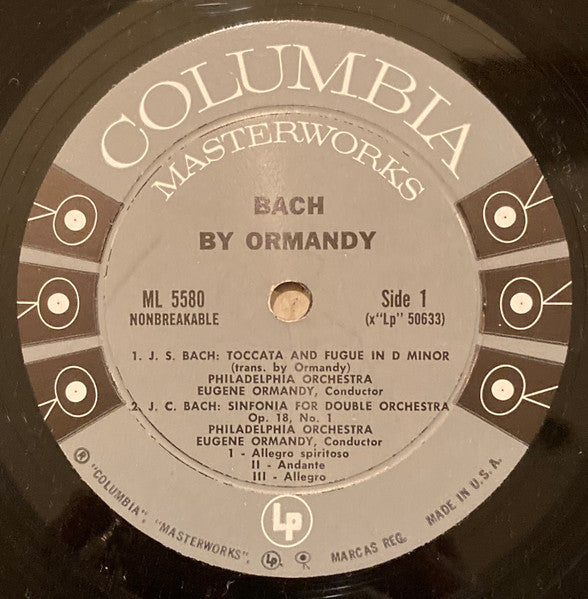 COLUMBIA
MASTERWORKS
BACH
BY ORMANDY
ML 5580
NONBREAKABLE
Side 1
(x"Lp" 50633)
1. J. S. BACH: TOCCATA AND FUGUE IN D MINOR
(trans. by Ormandy)
PHILADELPHIA ORCHESTRA
EUGENE ORMANDY, Conductor
2. J. C. BACH: SINFONIA FOR DOUBLE ORCHESTRA
Op. 18, No. 1
PHILADELPHIA ORCHESTRA
EUGENE ORMANDY, Conductor
I - Allegro spiritoso
II - Andante
III - Allegro
Lp
® "COLUMBIA", "MASTERWORKS", Lp, MARCAS REG. MADE IN U.S.A.